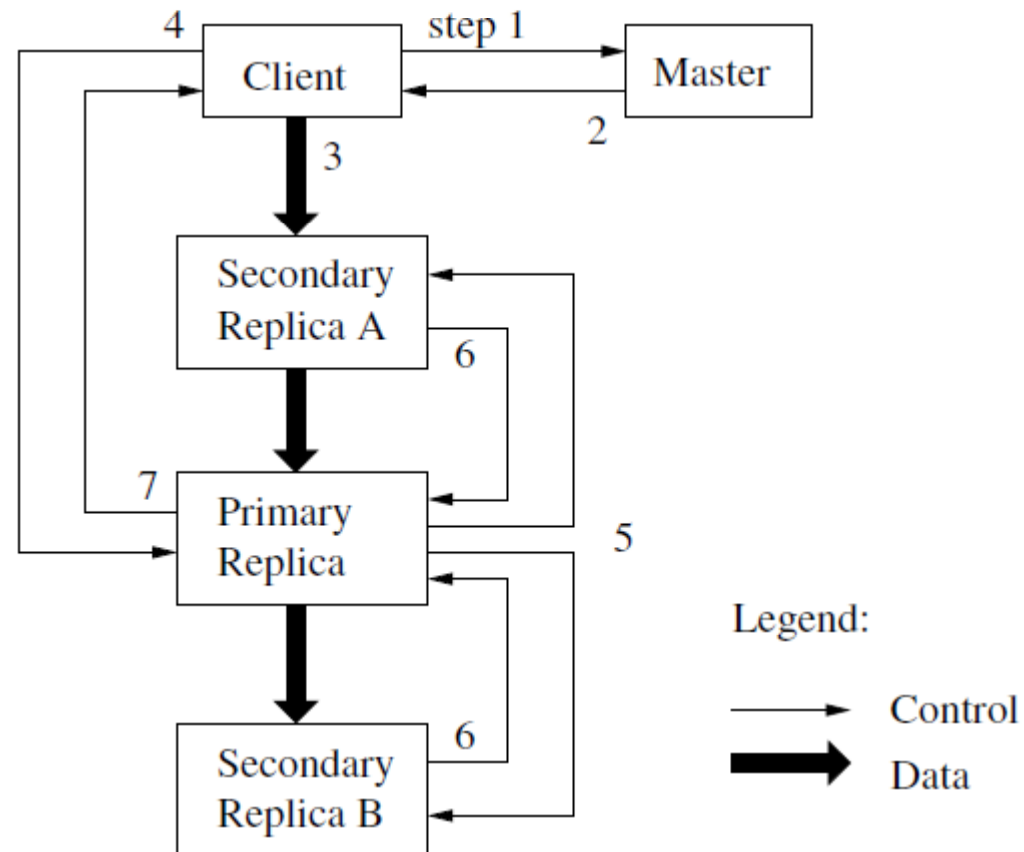 4
step 1
Client
Master
2
3
Secondary
Replica A
6
7
Primary
Replica
5
Legend:
Control
6
Secondary
Replica B
Data